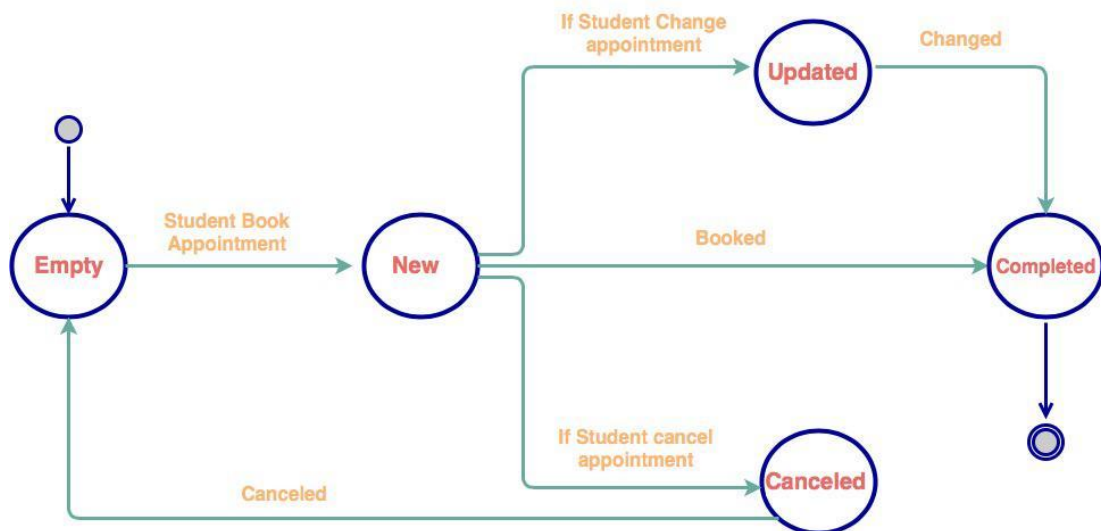 If Student Change
appointment
Changed
Updated
Student Book
Appointment
Booked
Empty
New
Completed
If Student cancel
appointment
Canceled
Canceled